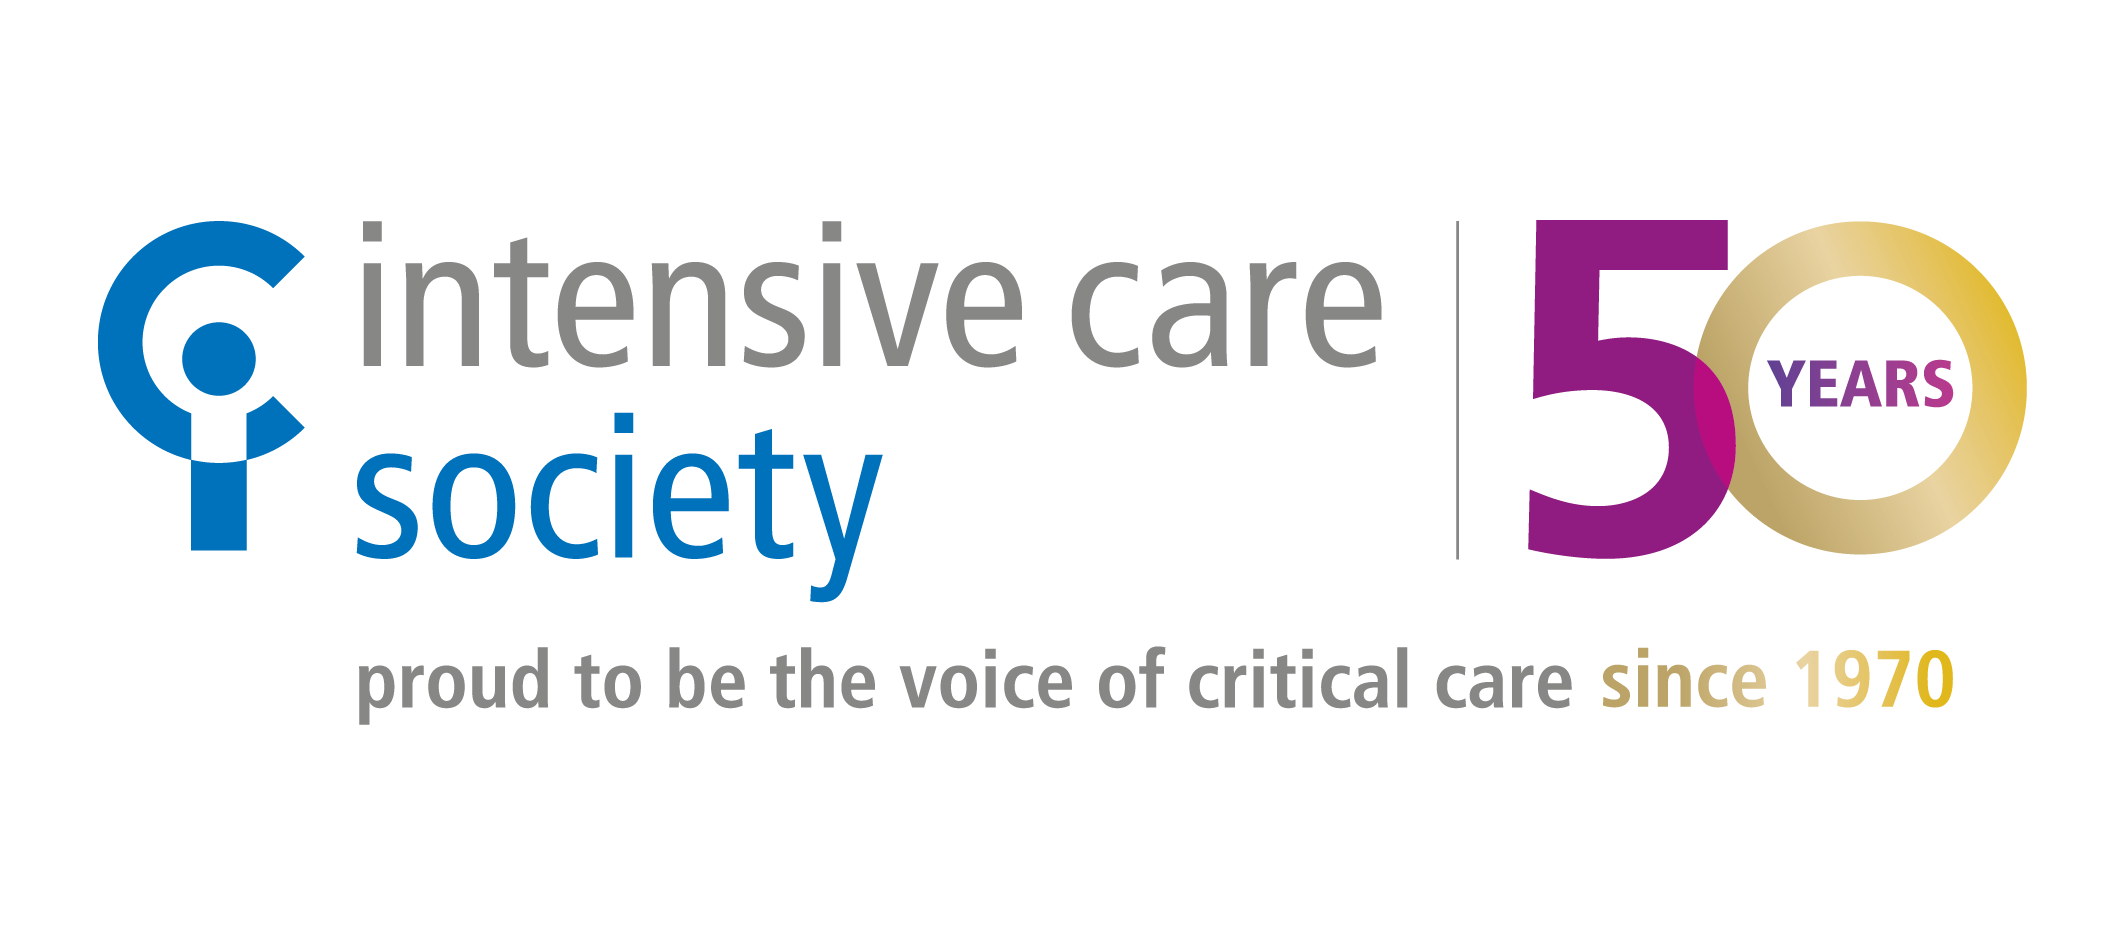 intensive care
society
50
YEARS
proud to be the voice of critical care since 1970